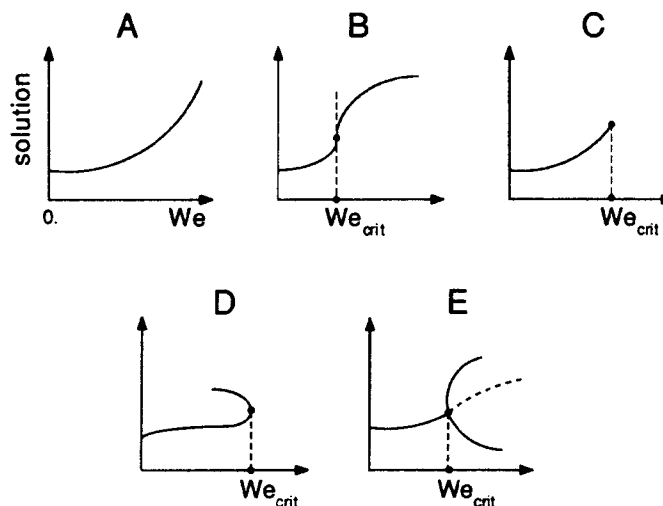 A B C
solution
0. We We_crit We_crit
D E
We_crit We_crit